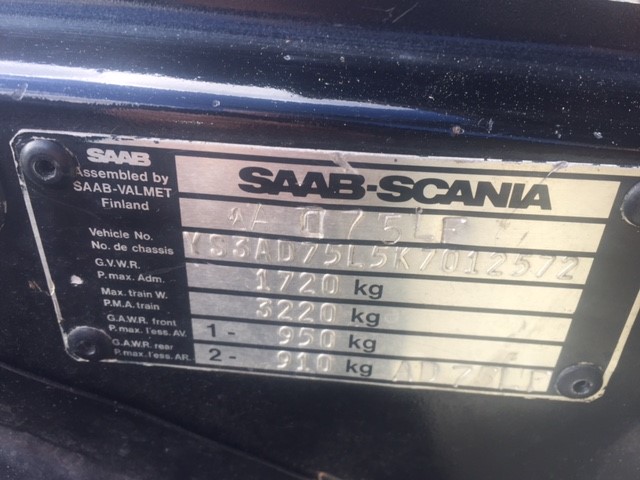 SAAB
Assembled by
SAAB-VALMET
Finland
SAAB-SCANIA
Vehicle No.
No. de chassis
YS3AD75L5K7012572
G.V.W.R.
P. max. Adm.
1720 kg
Max. train W.
P.M.A. train
3220 kg
G.A.W.R. front
P. max. l'ess. AV.
1 - 950 kg
G.A.W.R. rear
P. max. l'ess. AR.
2 - 910 kg